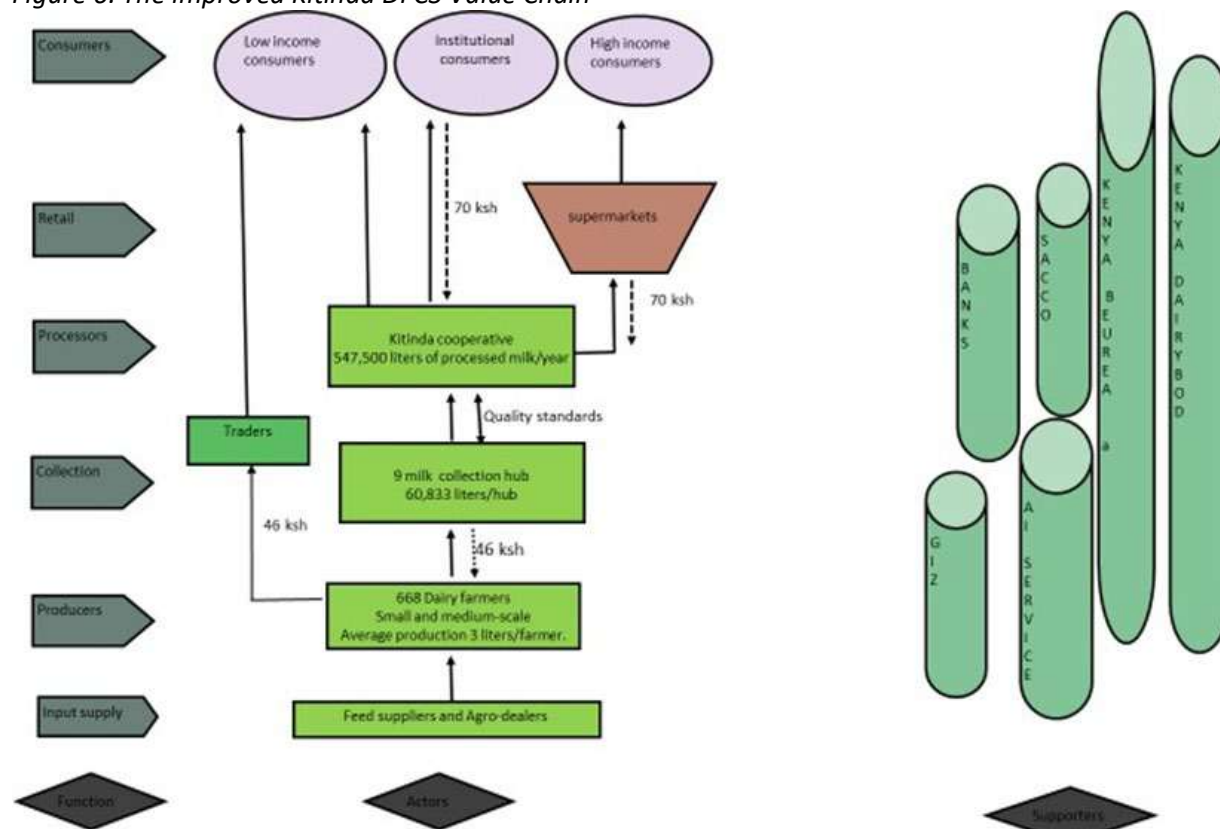 Figure 6: The Improved Kitinda DFCS Value Chain
Consumers
Low income
consumers
Institutional
consumers
High income
consumers
Retail
70 ksh
supermarkets
70 ksh
Processors
Kitinda cooperative
547,500 liters of processed milk/year
Quality standards
Traders
Collection
9 milk collection hub
60,833 liters/hub
46 ksh
46 ksh
Producers
668 Dairy farmers
Small and medium-scale
Average production 3 liters/farmer.
Input supply
Feed suppliers and Agro-dealers
Function
Actors
Supporters
BANKS
SACCO
KENYA BEUREA a
KENYA DAIRYBOD
GIZ
AI SERVICE